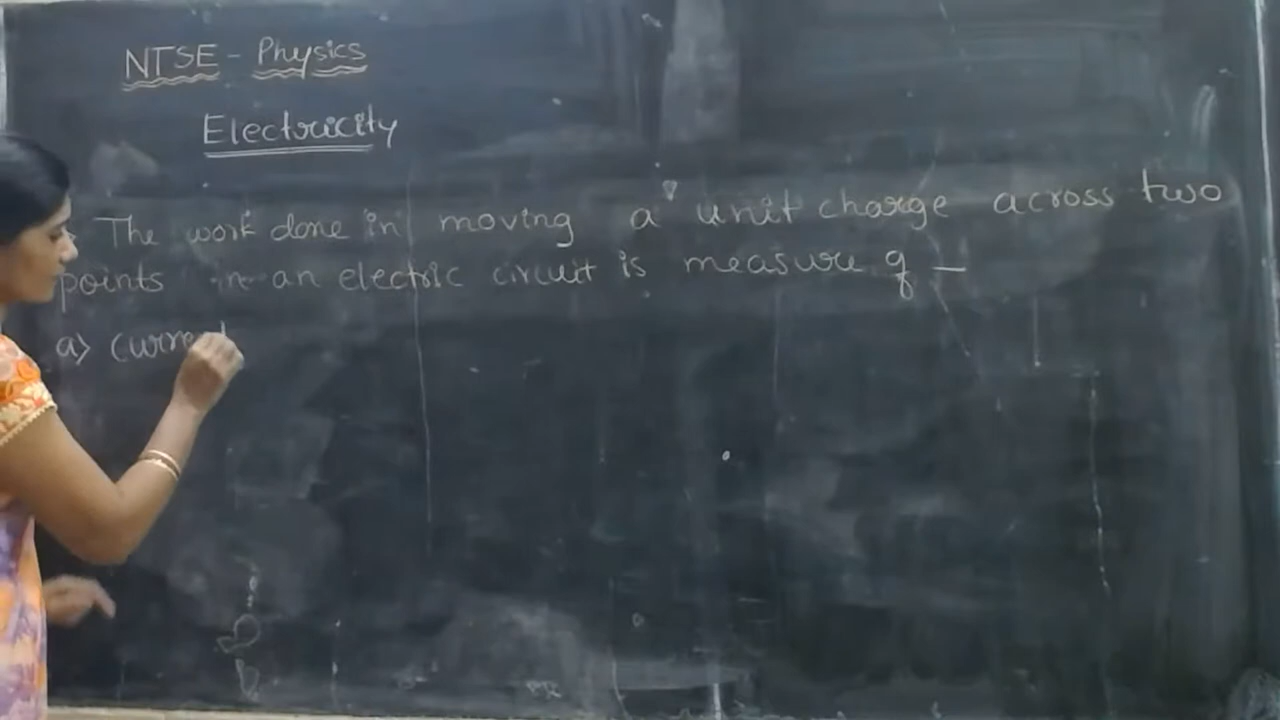 NTSE - Physics
Electricity
The work done in moving a unit charge across two
points in an electric circuit is measure of —
a) Current